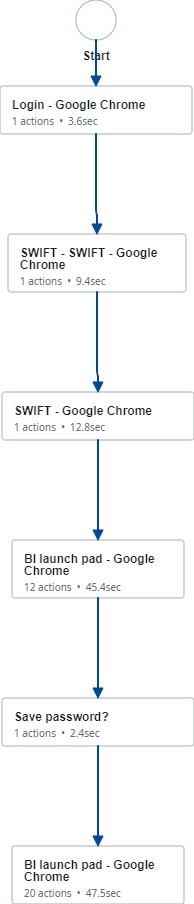 Start
Login - Google Chrome
1 actions • 3.6sec
SWIFT - SWIFT - Google
Chrome
1 actions • 9.4sec
SWIFT - Google Chrome
1 actions • 12.8sec
BI launch pad - Google
Chrome
12 actions • 45.4sec
Save password?
1 actions • 2.4sec
BI launch pad - Google
Chrome
20 actions • 47.5sec